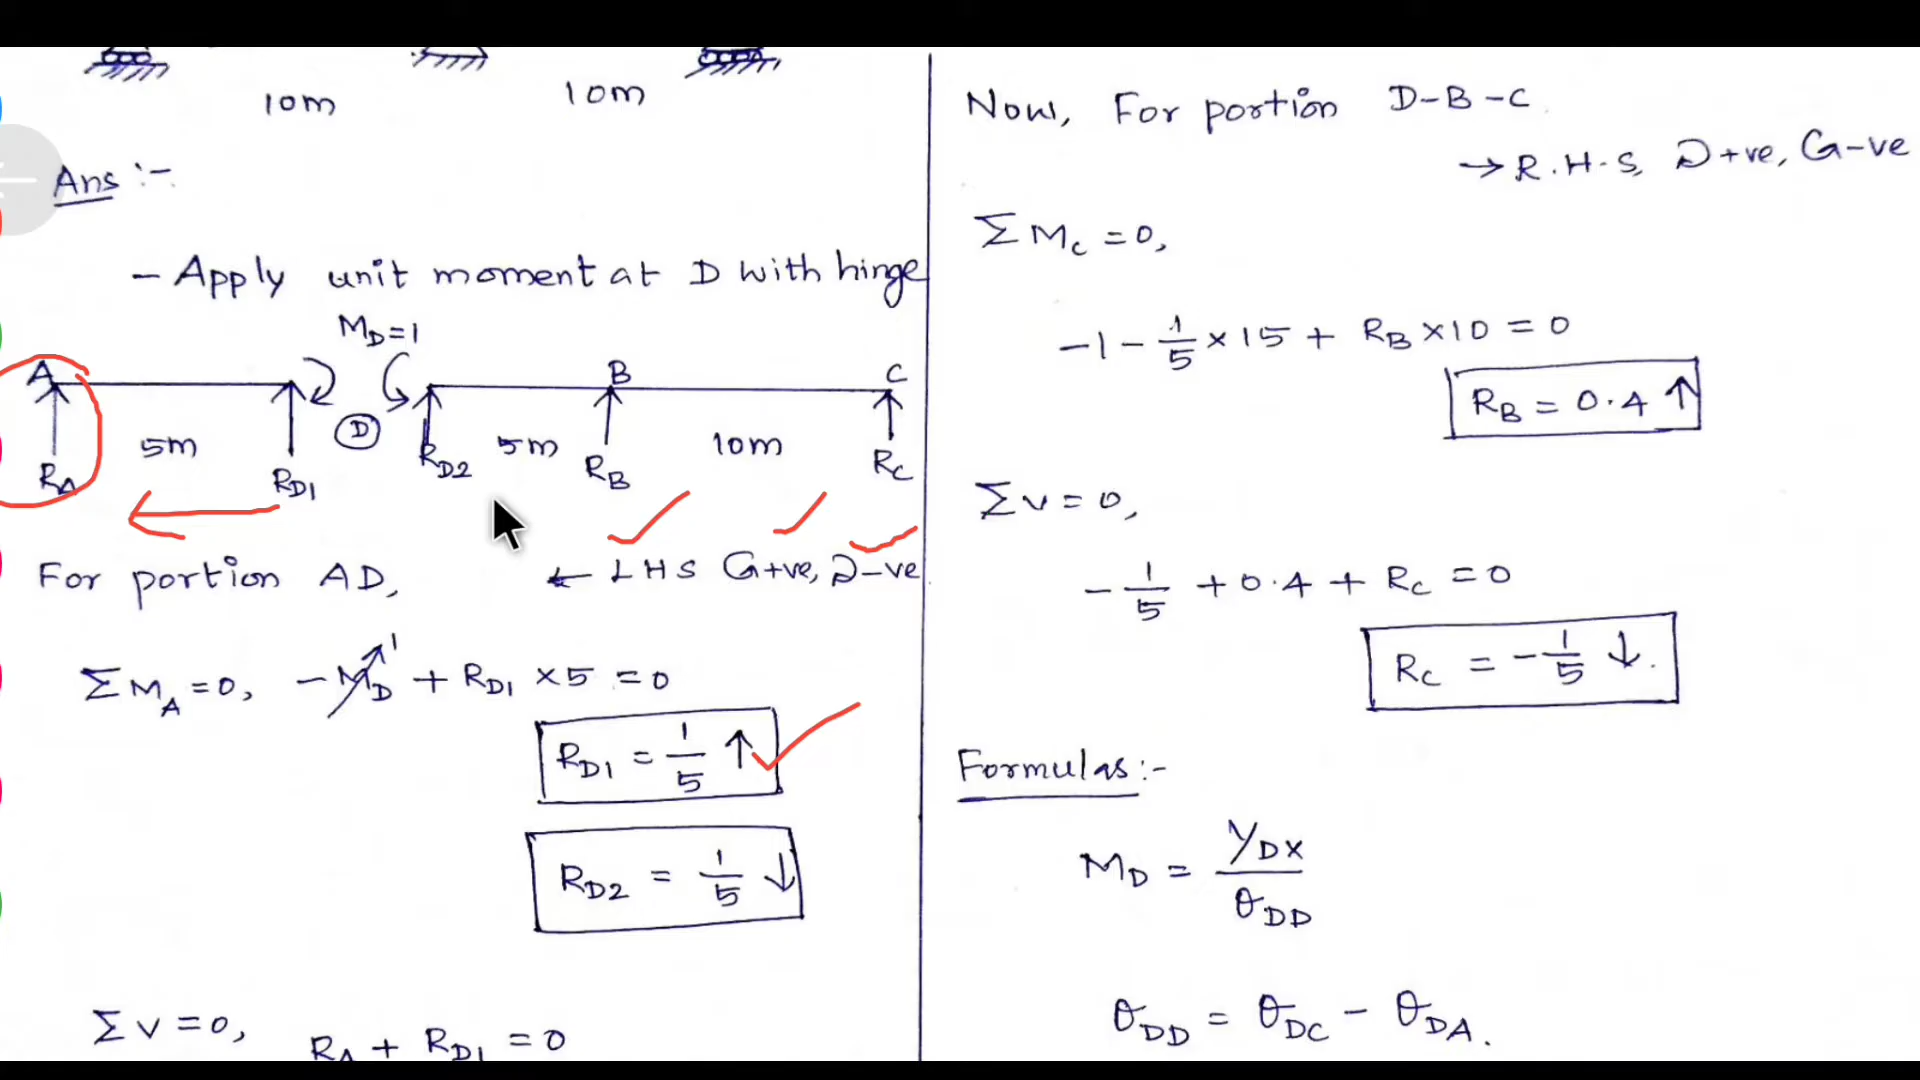 10m 10m
Ans :-
- Apply unit moment at D with hinge
M_D=1
A B C
D
5m 5m 10m
R_A R_D1 R_D2 R_B R_C
For portion AD, ← LHS ↻+ve, ↺-ve
ΣM_A = 0, -M_D 1 + R_D1 ×5 = 0
R_D1 = 1/5 ↑
R_D2 = 1/5 ↓
ΣV = 0, R_A + R_D1 = 0
Now, For portion D-B-C
→ R.H.S, ↺+ve, ↻-ve
ΣM_C = 0,
-1 - 1/5 ×15 + R_B ×10 = 0
R_B = 0.4 ↑
ΣV = 0,
- 1/5 + 0.4 + R_C = 0
R_C = - 1/5 ↓.
Formulas:-
M_D = y_DX / θ_DD
θ_DD = θ_DC - θ_DA.